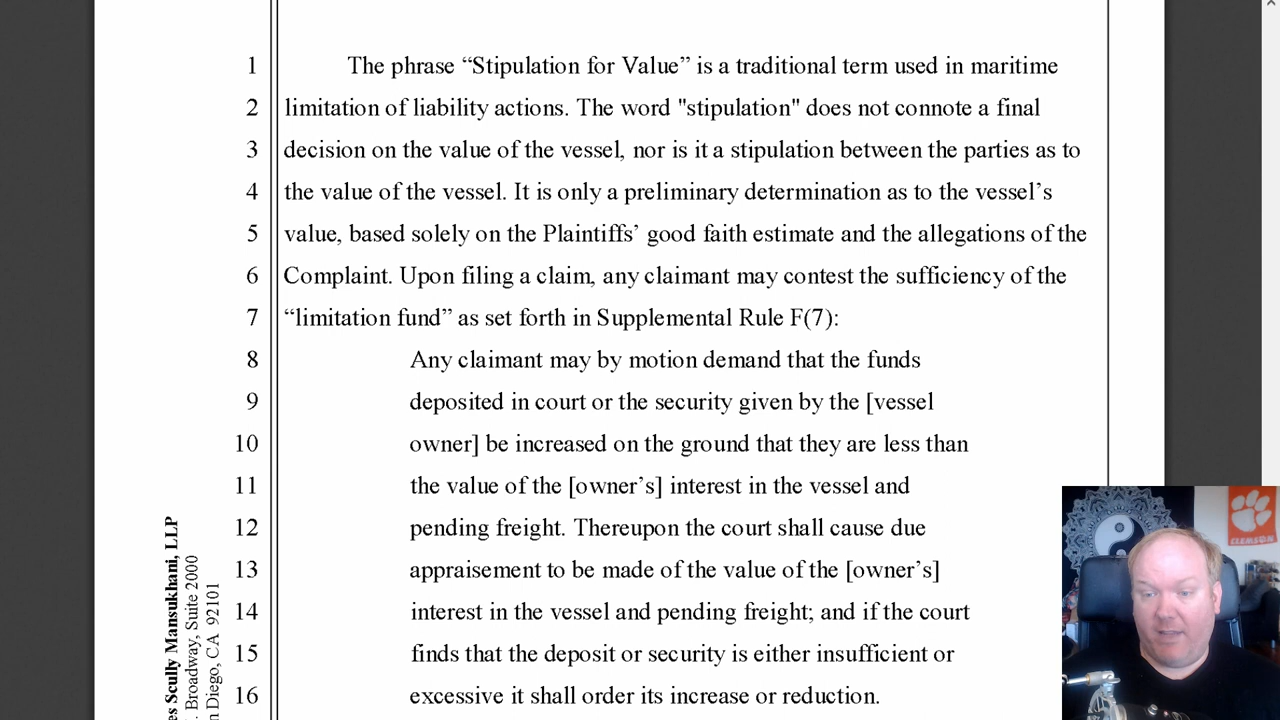 1 The phrase “Stipulation for Value” is a traditional term used in maritime
2 limitation of liability actions. The word "stipulation" does not connote a final
3 decision on the value of the vessel, nor is it a stipulation between the parties as to
4 the value of the vessel. It is only a preliminary determination as to the vessel’s
5 value, based solely on the Plaintiffs’ good faith estimate and the allegations of the
6 Complaint. Upon filing a claim, any claimant may contest the sufficiency of the
7 “limitation fund” as set forth in Supplemental Rule F(7):
8 Any claimant may by motion demand that the funds
9 deposited in court or the security given by the [vessel
10 owner] be increased on the ground that they are less than
11 the value of the [owner’s] interest in the vessel and
12 pending freight. Thereupon the court shall cause due
13 appraisement to be made of the value of the [owner’s]
14 interest in the vessel and pending freight; and if the court
15 finds that the deposit or security is either insufficient or
16 excessive it shall order its increase or reduction.
Scully Mansukhani, LLP
Broadway, Suite 2000
Diego, CA 92101
CLEMSON